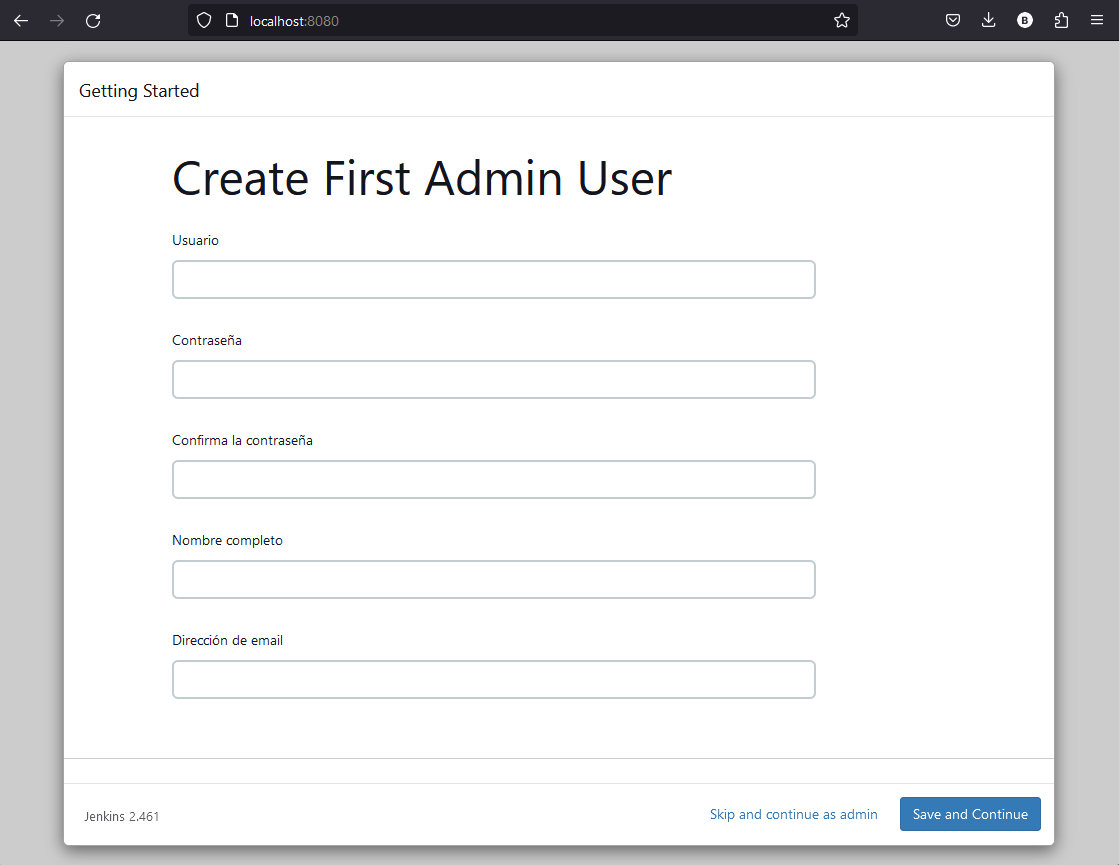 localhost:8080
B
Getting Started
Create First Admin User
Usuario
Contraseña
Confirma la contraseña
Nombre completo
Dirección de email
Jenkins 2.461
Skip and continue as admin
Save and Continue